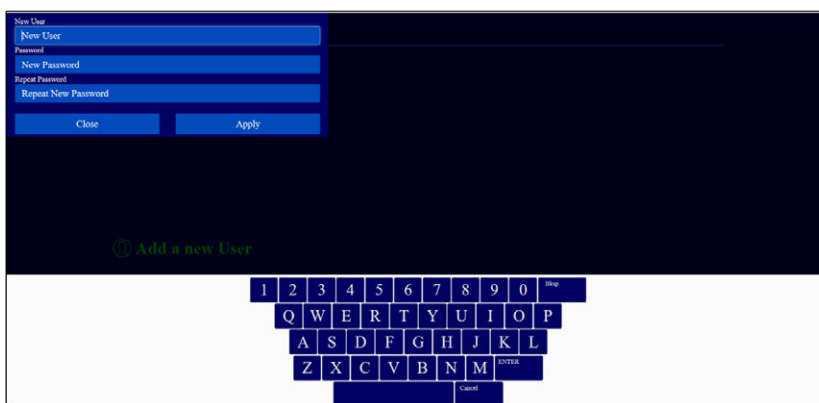 New User
New User
Password
New Password
Repeat Password
Repeat New Password
Close Apply
Add a new User
1 2 3 4 5 6 7 8 9 0 Bksp
Q W E R T Y U I O P
A S D F G H J K L
Z X C V B N M ENTER
Cancel